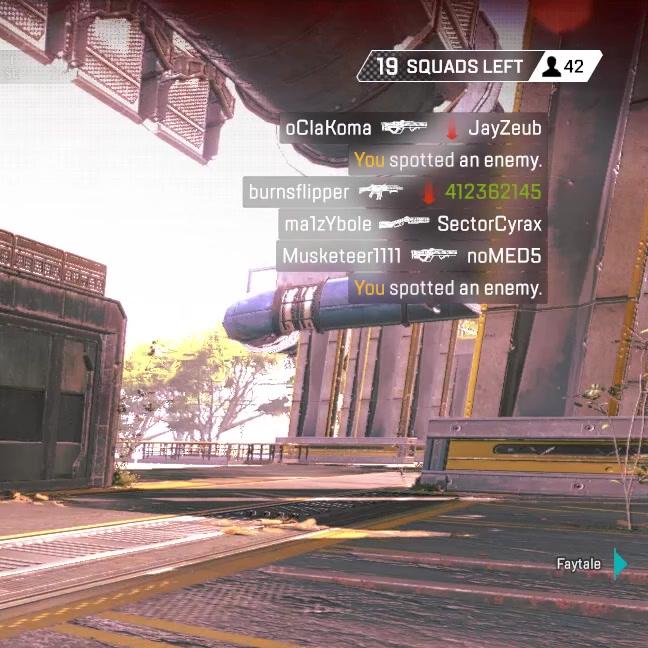 19 SQUADS LEFT 42
oClaKoma JayZeub
You spotted an enemy.
burnsflipper 412362145
ma1zYbole SectorCyrax
Musketeer1111 noMED5
You spotted an enemy.
Faytale